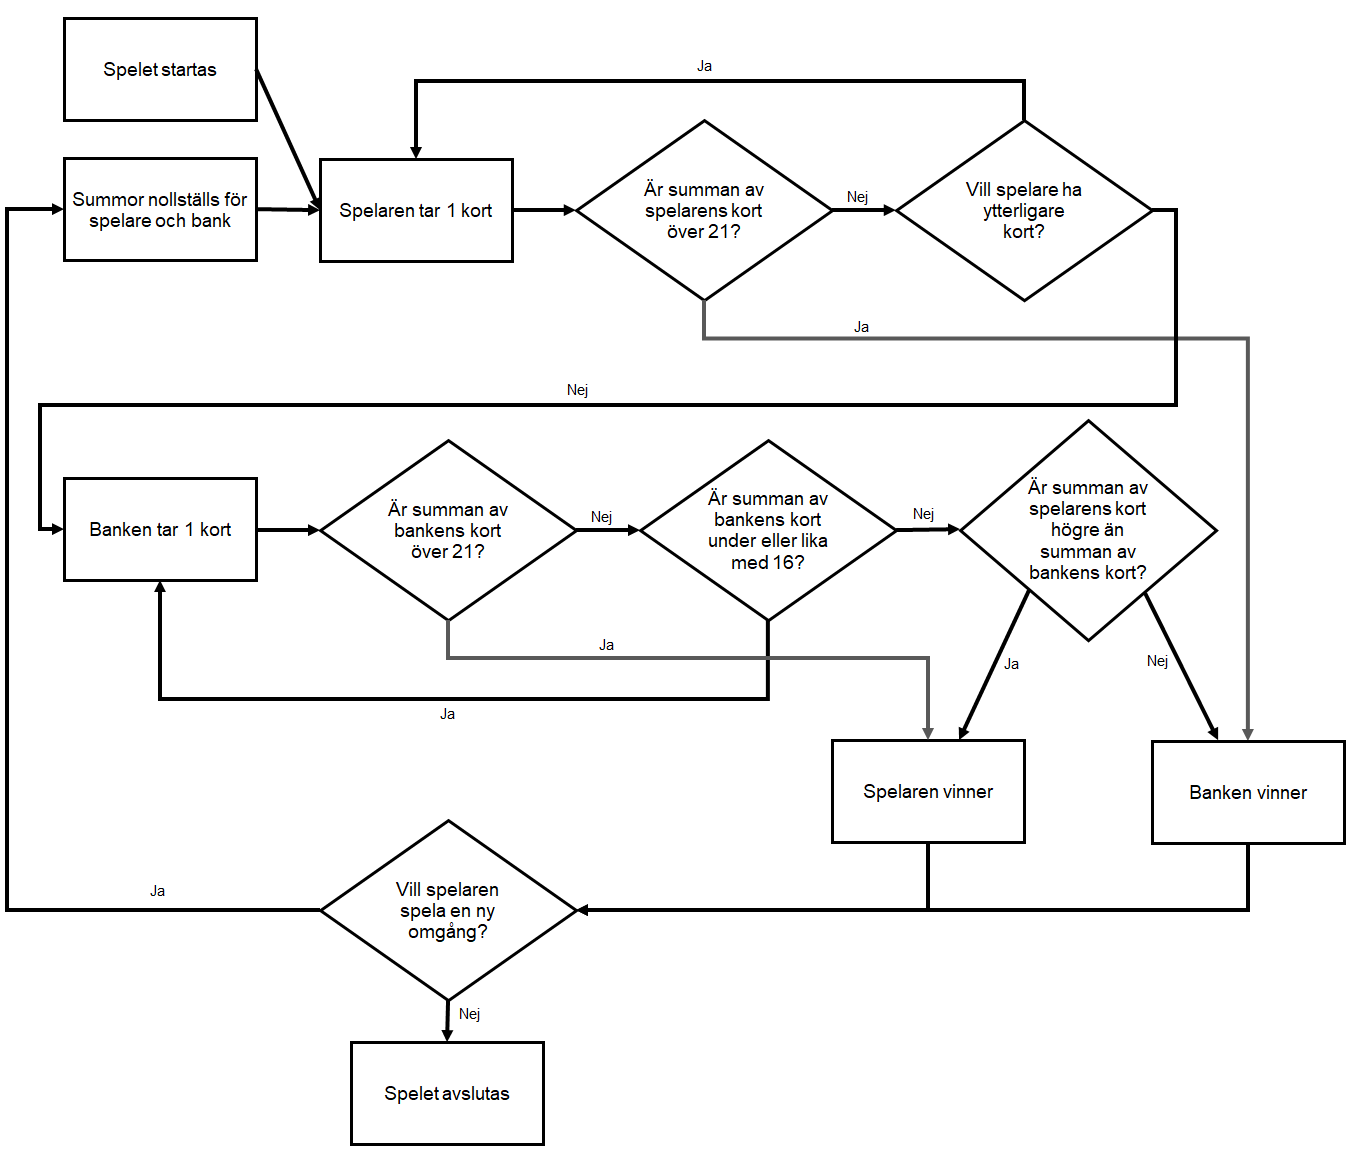 Spelet startas
Ja
Summor nollställs för
spelare och bank
Spelaren tar 1 kort
Är summan av
spelarens kort
över 21?
Nej
Vill spelare ha
ytterligare
kort?
Ja
Nej
Banken tar 1 kort
Är summan av
bankens kort
över 21?
Nej
Är summan av
bankens kort
under eller lika
med 16?
Nej
Är summan av
spelarens kort
högre än
summan av
bankens kort?
Ja
Ja
Nej
Ja
Spelaren vinner
Banken vinner
Ja
Vill spelaren
spela en ny
omgång?
Nej
Spelet avslutas